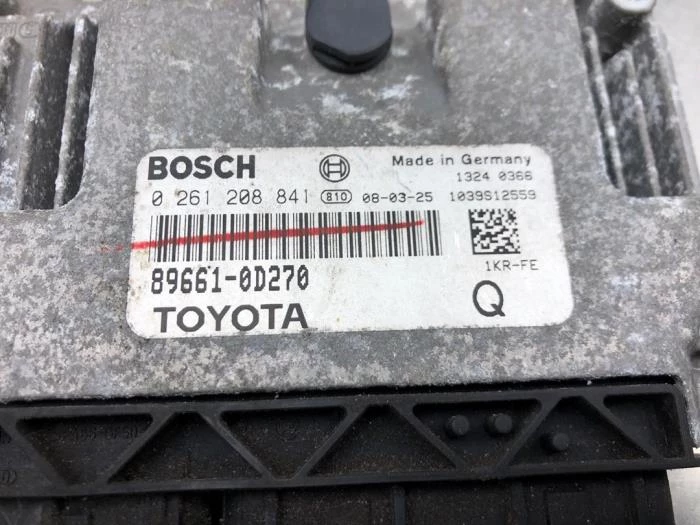 BOSCH Made in Germany
1324 0366
0 261 208 841 810 08-03-25 1039S12559
89661-0D270 1KR-FE
TOYOTA Q